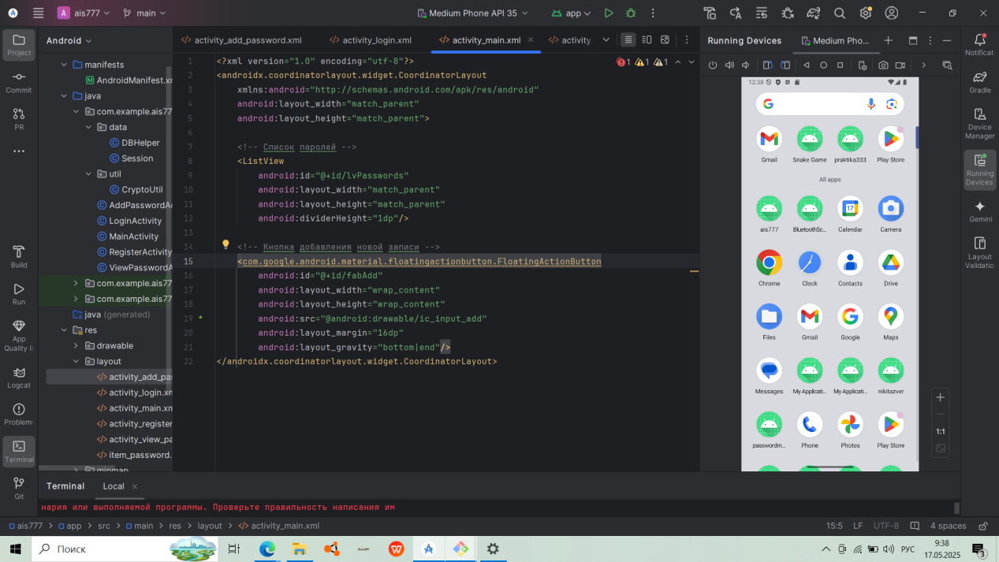 ais777
main
Medium Phone API 35
app
Android
activity_add_password.xml
activity_login.xml
activity_main.xml
activity
Running Devices
Medium Pho...
Project
Commit
PR
Build
Run
App
Quality I
Logcat
Problem
Terminal
Git
manifests
AndroidManifest.xm
java
com.example.ais77
data
DBHelper
Session
util
CryptoUtil
AddPasswordAc
LoginActivity
MainActivity
RegisterActivity
ViewPasswordA
com.example.ais77
com.example.ais77
java (generated)
res
drawable
layout
activity_add_pas
activity_login.xm
activity_main.xm
activity_register
activity_view_pa
item_password.
mipmap
1 <?xml version="1.0" encoding="utf-8"?>
2 <androidx.coordinatorlayout.widget.CoordinatorLayout
3 xmlns:android="http://schemas.android.com/apk/res/android"
4 android:layout_width="match_parent"
5 android:layout_height="match_parent">
6
7 <!-- Список паролей -->
8 <ListView
9 android:id="@+id/lvPasswords"
10 android:layout_width="match_parent"
11 android:layout_height="match_parent"
12 android:dividerHeight="1dp"/>
13
14 <!-- Кнопка добавления новой записи -->
15 <com.google.android.material.floatingactionbutton.FloatingActionButton
16 android:id="@+id/fabAdd"
17 android:layout_width="wrap_content"
18 android:layout_height="wrap_content"
19 android:src="@android:drawable/ic_input_add"
20 android:layout_margin="16dp"
21 android:layout_gravity="bottom|end"/>
22 </androidx.coordinatorlayout.widget.CoordinatorLayout>
1 1 1
12:38
Gmail Snake Game praktika333 Play Store
All apps
ais777 BluetoothSc... Calendar Camera
Chrome Clock Contacts Drive
Files Gmail Google Maps
Messages My Applicati... My Applicati... nikitazver
passwordm... Phone Photos Play Store
1:1
Notificat
Gradle
Device
Manager
Running
Devices
Gemini
Layout
Validatio
Terminal Local
нария или выполняемой программы. Проверьте правильность написания им
ais777 > app > src > main > res > layout > activity_main.xml
15:5 LF UTF-8 4 spaces
Поиск
РУС
9:38
17.05.2025
3